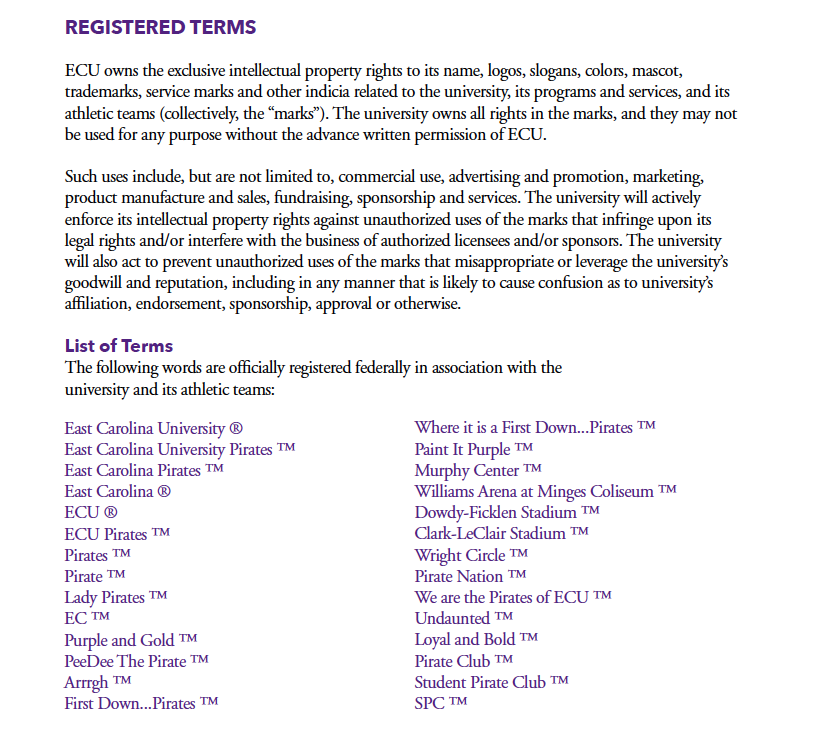 REGISTERED TERMS
ECU owns the exclusive intellectual property rights to its name, logos, slogans, colors, mascot,
trademarks, service marks and other indicia related to the university, its programs and services, and its
athletic teams (collectively, the “marks”). The university owns all rights in the marks, and they may not
be used for any purpose without the advance written permission of ECU.
Such uses include, but are not limited to, commercial use, advertising and promotion, marketing,
product manufacture and sales, fundraising, sponsorship and services. The university will actively
enforce its intellectual property rights against unauthorized uses of the marks that infringe upon its
legal rights and/or interfere with the business of authorized licensees and/or sponsors. The university
will also act to prevent unauthorized uses of the marks that misappropriate or leverage the university’s
goodwill and reputation, including in any manner that is likely to cause confusion as to university’s
affiliation, endorsement, sponsorship, approval or otherwise.
List of Terms
The following words are officially registered federally in association with the
university and its athletic teams:
East Carolina University ®
East Carolina University Pirates ™
East Carolina Pirates ™
East Carolina ®
ECU ®
ECU Pirates ™
Pirates ™
Pirate ™
Lady Pirates ™
EC ™
Purple and Gold ™
PeeDee The Pirate ™
Arrrgh ™
First Down...Pirates ™
Where it is a First Down...Pirates ™
Paint It Purple ™
Murphy Center ™
Williams Arena at Minges Coliseum ™
Dowdy-Ficklen Stadium ™
Clark-LeClair Stadium ™
Wright Circle ™
Pirate Nation ™
We are the Pirates of ECU ™
Undaunted ™
Loyal and Bold ™
Pirate Club ™
Student Pirate Club ™
SPC ™